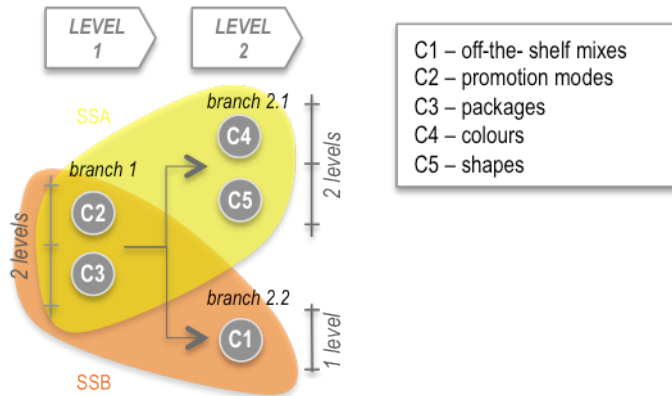 LEVEL
1
LEVEL
2
C1 – off-the- shelf mixes
C2 – promotion modes
C3 – packages
C4 – colours
C5 – shapes
SSA
branch 2.1
C4
C5
2 levels
branch 1
C2
C3
2 levels
branch 2.2
C1
1 level
SSB